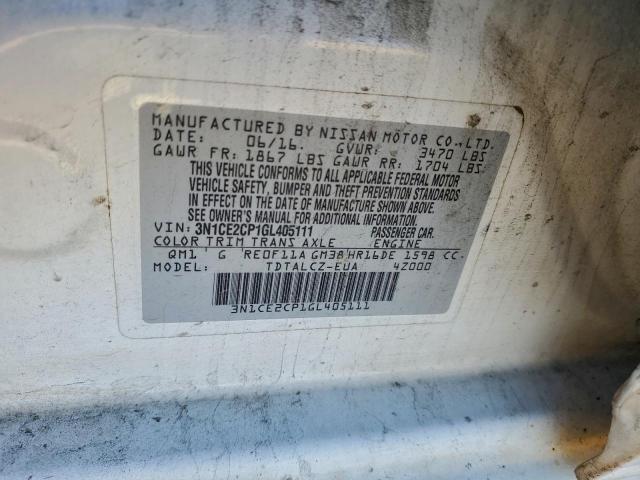 MANUFACTURED BY NISSAN MOTOR CO., LTD.
DATE: 06/16. GVWR: 3470 LBS
GAWR FR: 1867 LBS GAWR RR: 1704 LBS
THIS VEHICLE CONFORMS TO ALL APPLICABLE FEDERAL MOTOR
VEHICLE SAFETY, BUMPER AND THEFT PREVENTION STANDARDS
IN EFFECT ON THE DATE OF MANUFACTURE SHOWN ABOVE.
SEE OWNER'S MANUAL FOR ADDITIONAL INFORMATION.
VIN: 3N1CE2CP1GL405111 PASSENGER CAR.
COLOR TRIM TRANS AXLE ENGINE
QM1 G RE0F11A GM38 HR16DE 1598 CC.
MODEL: TDTALCZ-EUA 4Z000
3N1CE2CP1GL405111